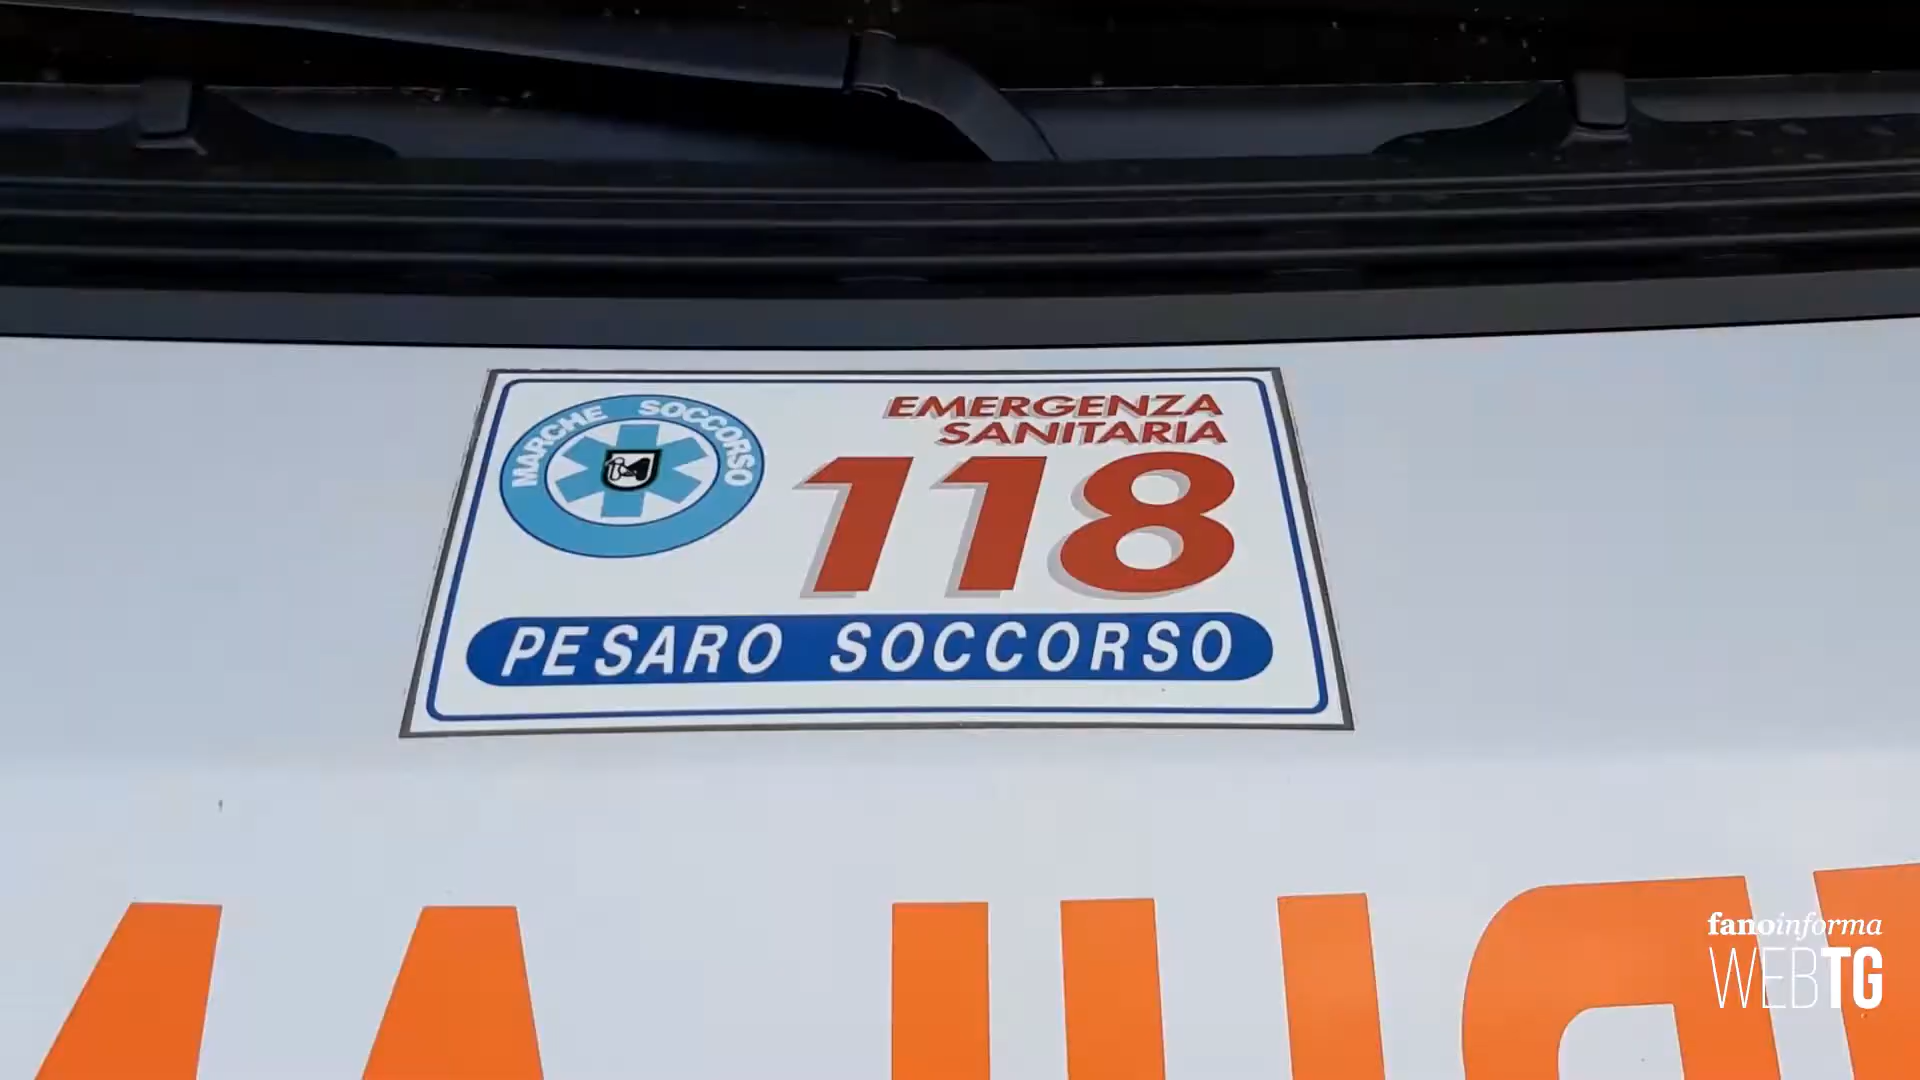 MARCHE SOCCORSO
EMERGENZA
SANITARIA
118
PESARO SOCCORSO
fanoinforma
WEBTG